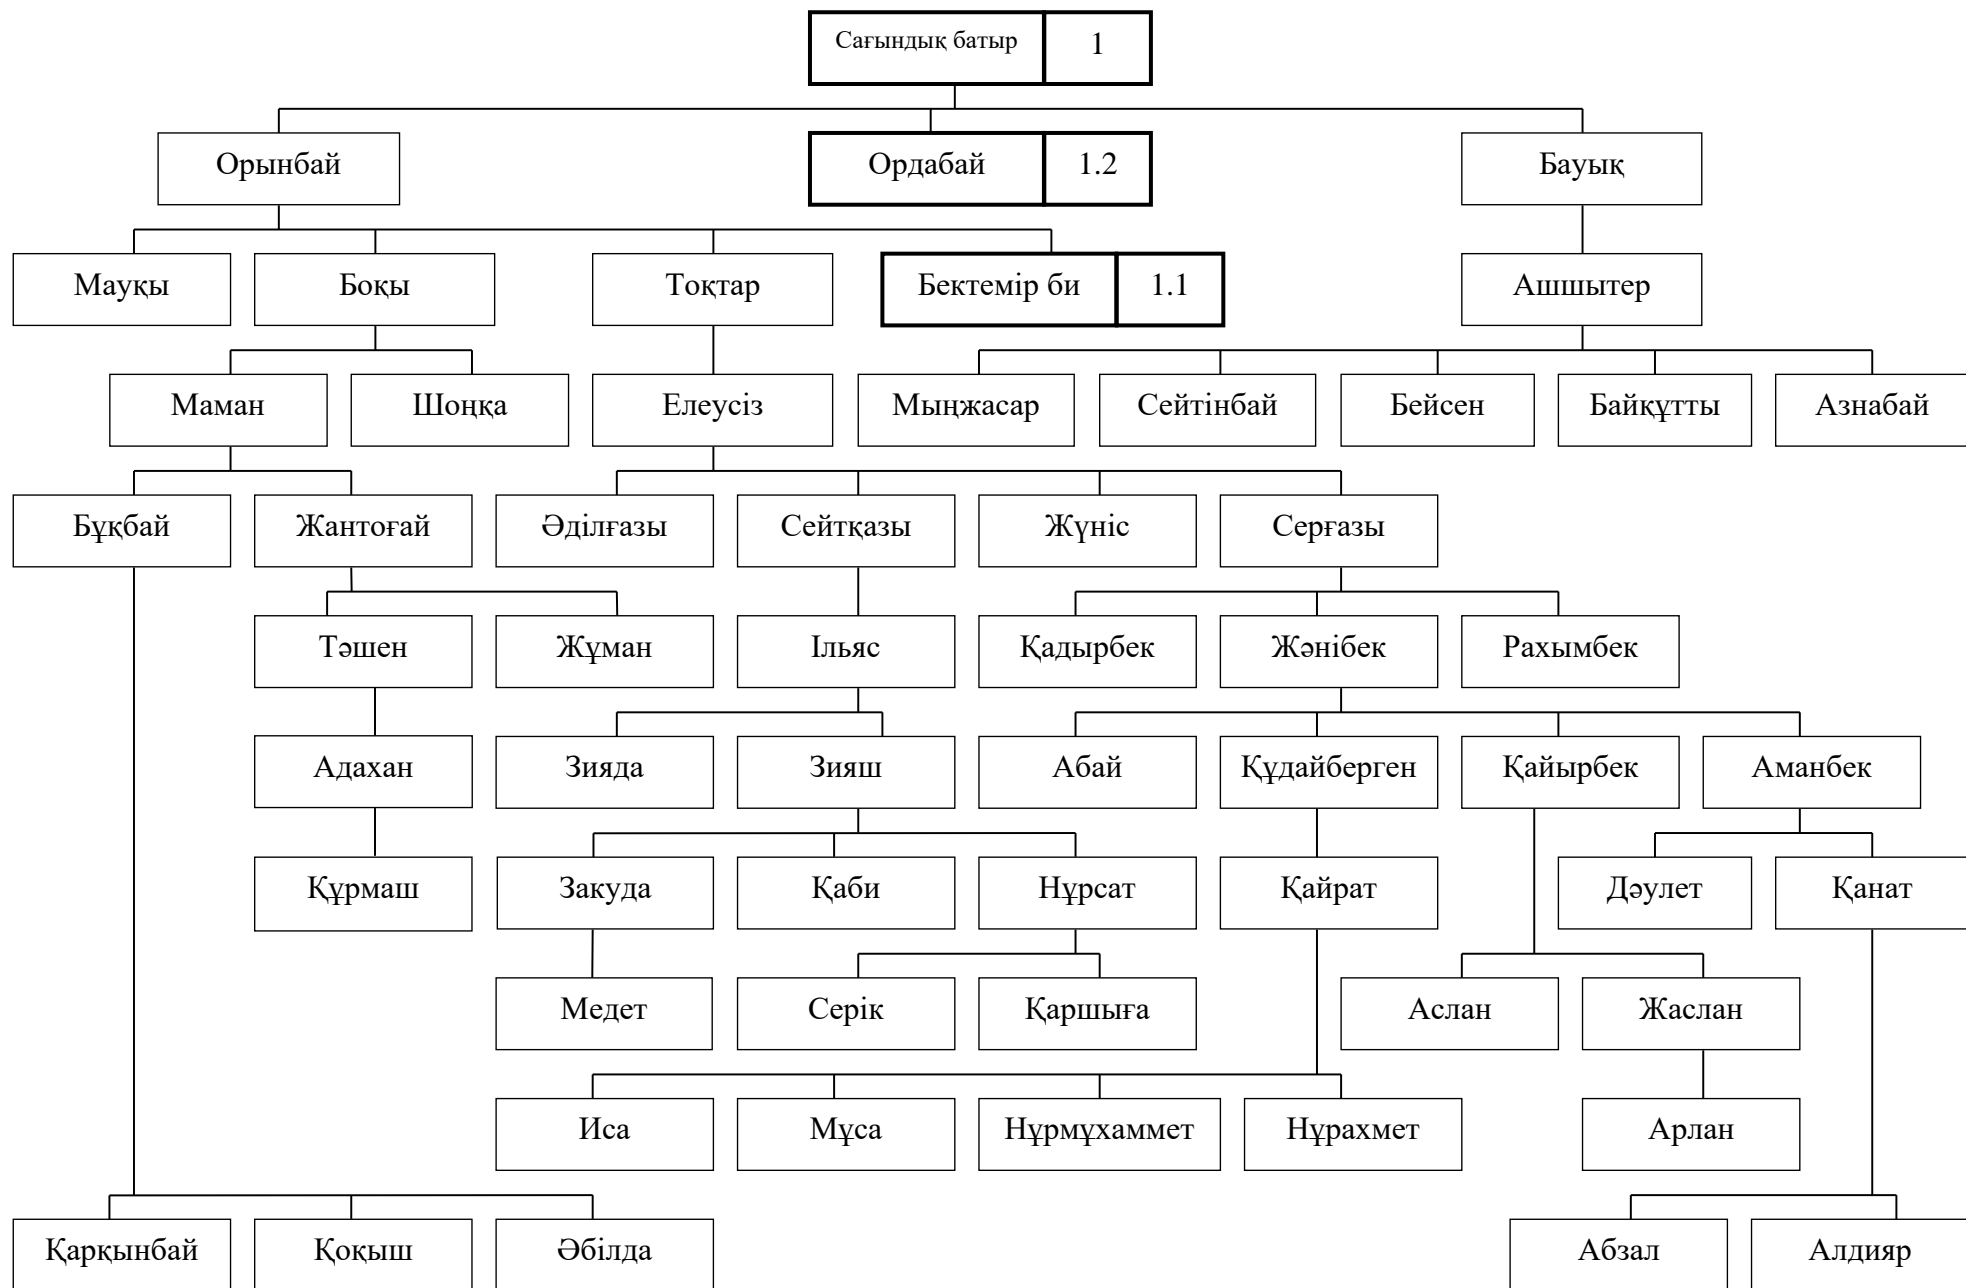 Сағындық батыр 1
Орынбай Ордабай 1.2 Бауық
Мауқы Боқы Тоқтар Бектемір би 1.1 Ашшытер
Маман Шоңқа Елеусіз Мыңжасар Сейтінбай Бейсен Байқұтты Азнабай
Бұқбай Жантоғай Әділғазы Сейтқазы Жүніс Серғазы
Тәшен Жұман Ільяс Қадырбек Жәнібек Рахымбек
Адахан Зияда Зияш Абай Құдайберген Қайырбек Аманбек
Құрмаш Закуда Қаби Нұрсат Қайрат Дәулет Қанат
Медет Серік Қаршыға Аслан Жаслан
Иса Мұса Нұрмұхаммет Нұрахмет Арлан
Қарқынбай Қоқыш Әбілда Абзал Алдияр